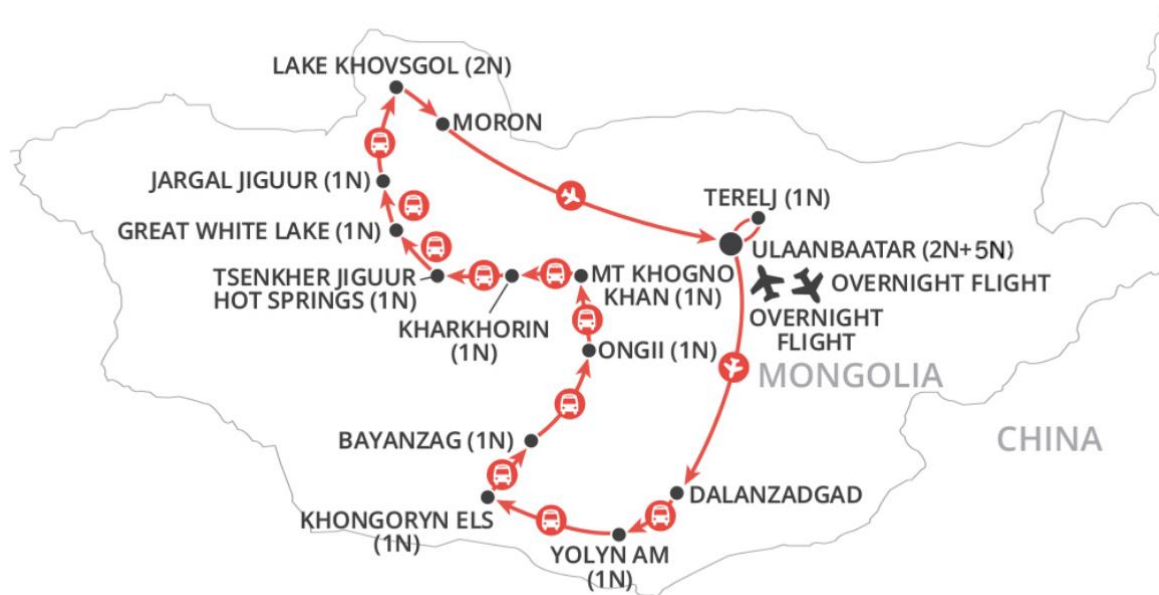 LAKE KHOVSGOL (2N)
MORON
JARGAL JIGUUR (1N)
TERELJ (1N)
GREAT WHITE LAKE (1N)
ULAANBAATAR (2N+5N)
TSENKHER JIGUUR
HOT SPRINGS (1N)
MT KHOGNO
KHAN (1N)
OVERNIGHT FLIGHT
OVERNIGHT
FLIGHT
KHARKHORIN
(1N)
ONGII (1N)
MONGOLIA
BAYANZAG (1N)
CHINA
DALANZADGAD
KHONGORYN ELS
(1N)
YOLYN AM
(1N)